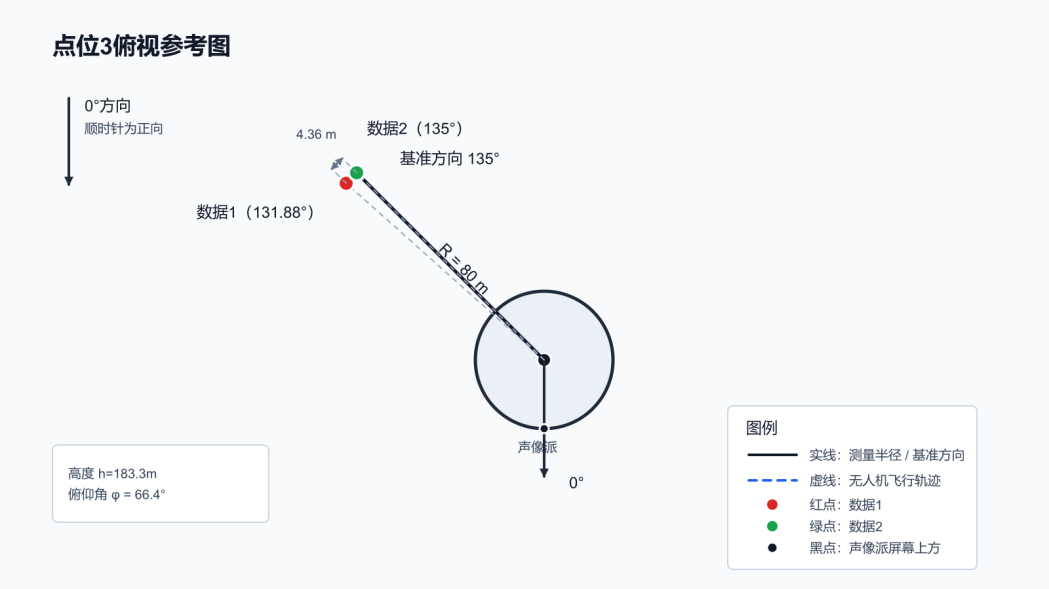 点位3俯视参考图
0°方向
顺时针为正向
4.36 m
数据2（135°）
基准方向 135°
数据1（131.88°）
R = 80 m
声像派
0°
高度 h=183.3m
俯仰角 φ = 66.4°
图例
实线：测量半径 / 基准方向
虚线：无人机飞行轨迹
红点：数据1
绿点：数据2
黑点：声像派屏幕上方